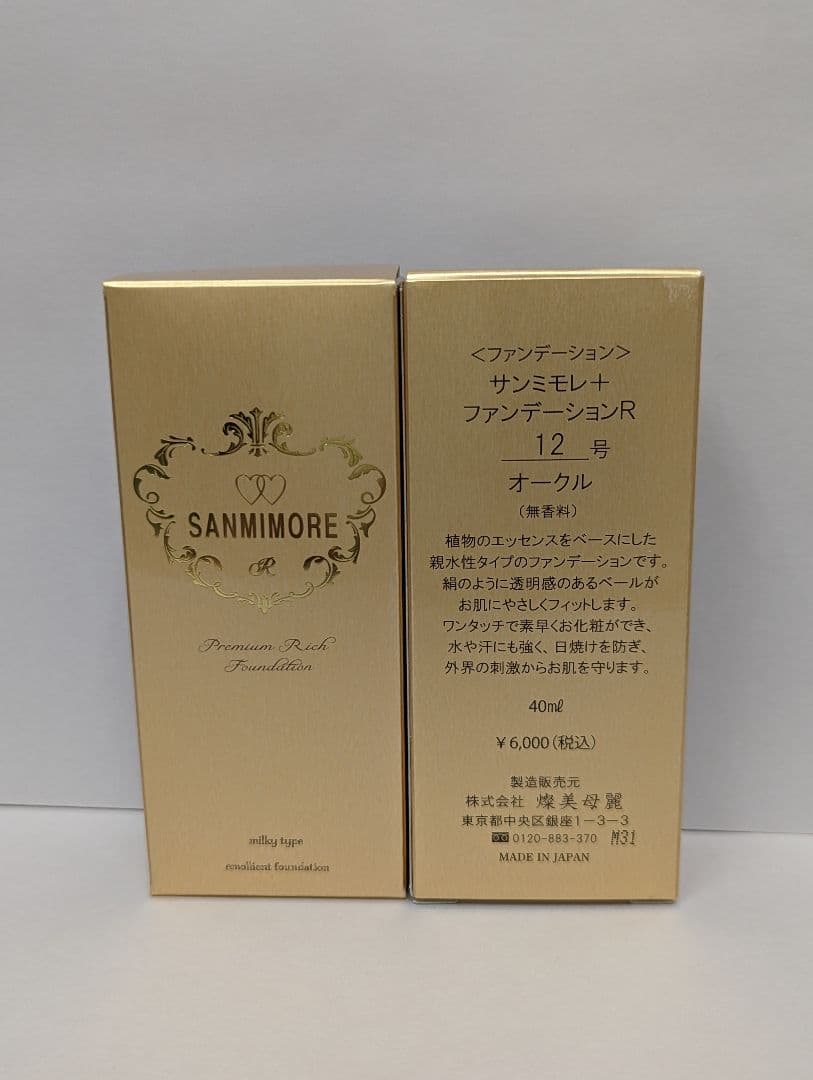 SANMIMORE
R
Premium Rich
Foundation
milky type
emollient foundation
＜ファンデーション＞
サンミモレ＋
ファンデーションR
12号
オークル
（無香料）
植物のエッセンスをベースにした
親水性タイプのファンデーションです。
絹のように透明感のあるベールが
お肌にやさしくフィットします。
ワンタッチで素早くお化粧ができ、
水や汗にも強く、日焼けを防ぎ、
外界の刺激からお肌を守ります。
40mℓ
￥6,000（税込）
製造販売元
株式会社 燦美母麗
東京都中央区銀座1－3－3
0120-883-370 M31
MADE IN JAPAN